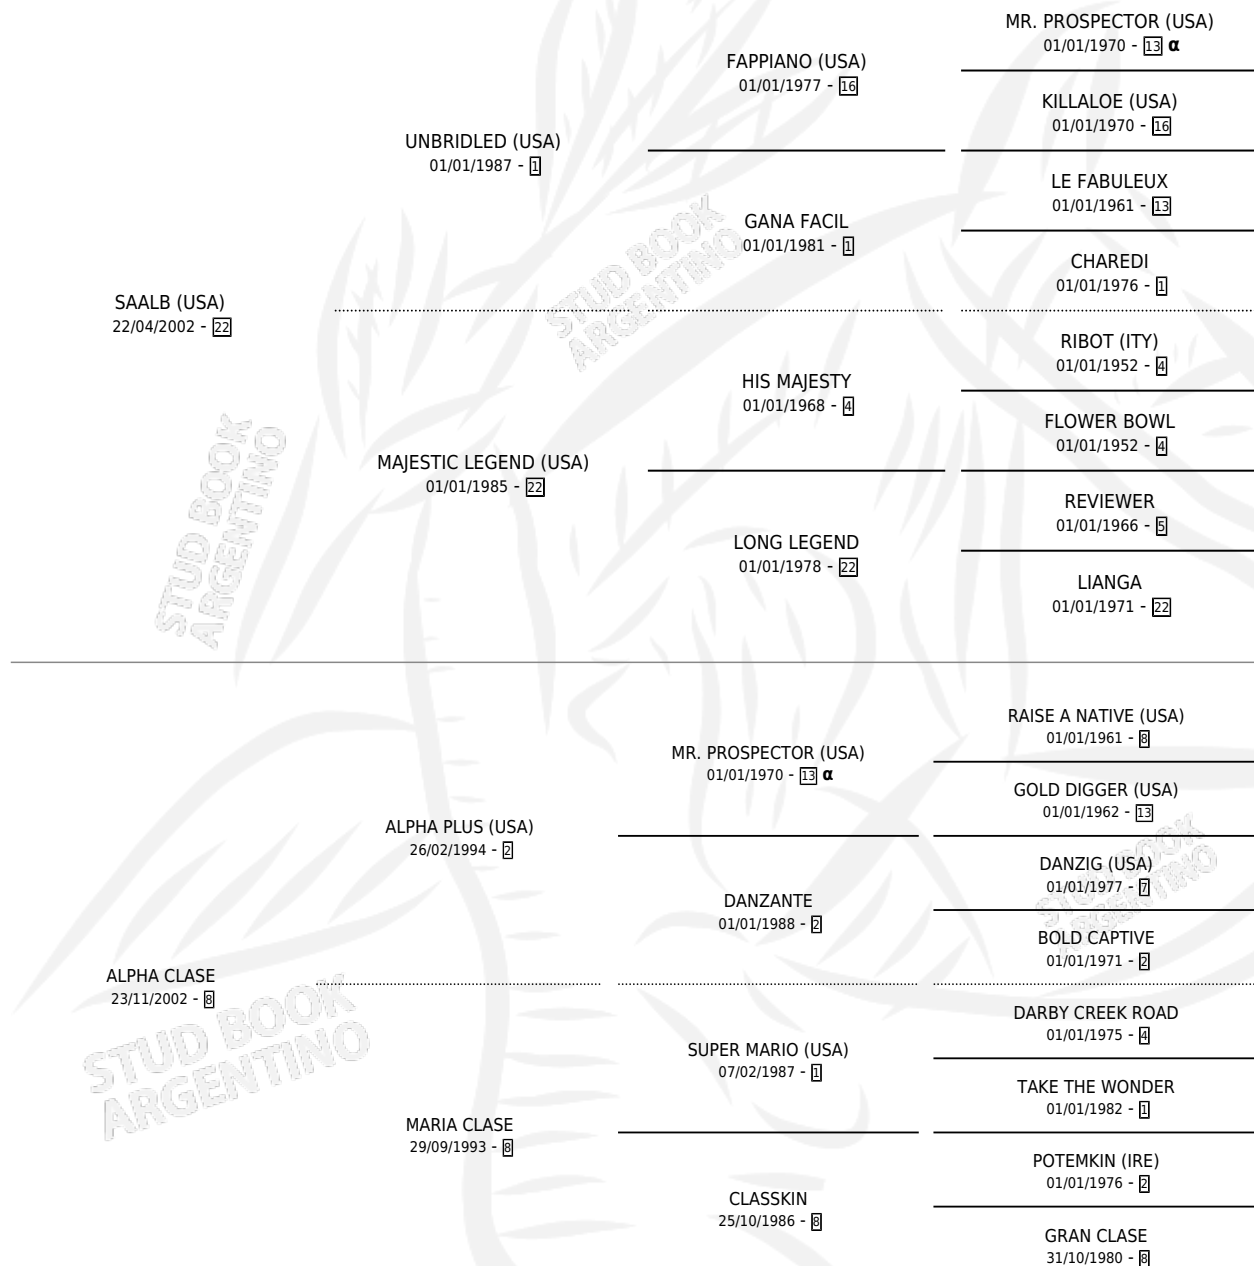 MR. PROSPECTOR (USA)
01/01/1970 - 13 α
FAPPIANO (USA)
01/01/1977 - 16
KILLALOE (USA)
01/01/1970 - 16
UNBRIDLED (USA)
01/01/1987 - 1
LE FABULEUX
01/01/1961 - 13
GANA FACIL
01/01/1981 - 1
CHAREDI
01/01/1976 - 1
STUD BOOK
ARGENTINO
SAALB (USA)
22/04/2002 - 22
RIBOT (ITY)
01/01/1952 - 4
HIS MAJESTY
01/01/1968 - 4
FLOWER BOWL
01/01/1952 - 4
MAJESTIC LEGEND (USA)
01/01/1985 - 22
REVIEWER
01/01/1966 - 5
LONG LEGEND
01/01/1978 - 22
LIANGA
01/01/1971 - 22
STUD BOOK
ARGENTINO
RAISE A NATIVE (USA)
01/01/1961 - 8
MR. PROSPECTOR (USA)
01/01/1970 - 13 α
GOLD DIGGER (USA)
01/01/1962 - 13
ALPHA PLUS (USA)
26/02/1994 - 2
DANZIG (USA)
01/01/1977 - 7
DANZANTE
01/01/1988 - 2
BOLD CAPTIVE
01/01/1971 - 2
STUD BOOK
ARGENTINO
ALPHA CLASE
23/11/2002 - 8
DARBY CREEK ROAD
01/01/1975 - 4
SUPER MARIO (USA)
07/02/1987 - 1
TAKE THE WONDER
01/01/1982 - 1
STUD BOOK
ARGENTINO
MARIA CLASE
29/09/1993 - 8
POTEMKIN (IRE)
01/01/1976 - 2
CLASSKIN
25/10/1986 - 8
GRAN CLASE
31/10/1980 - 8